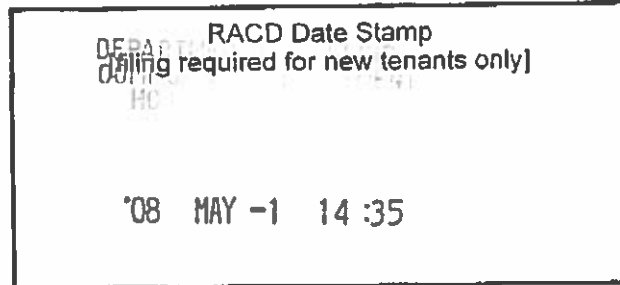 RACD Date Stamp
[filing required for new tenants only]
'08 MAY -1 14:35